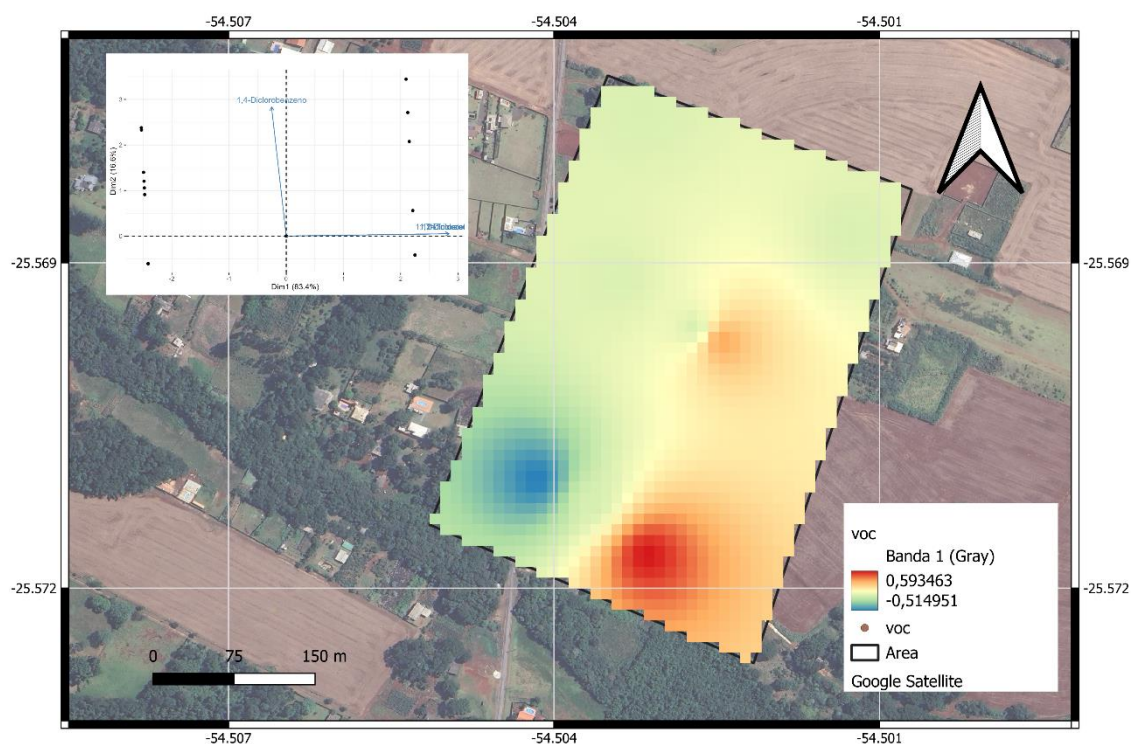 -54.507 -54.504 -54.501
3
1,4-Diclorobenzeno
2
Dim2 (16.6%)
1
0
-2 -1 0 1 2 3
Dim1 (83.4%)
-25.569 -25.569
voc
Banda 1 (Gray)
0,593463
-0,514951
voc
Area
Google Satellite
-25.572 -25.572
0 75 150 m
-54.507 -54.504 -54.501